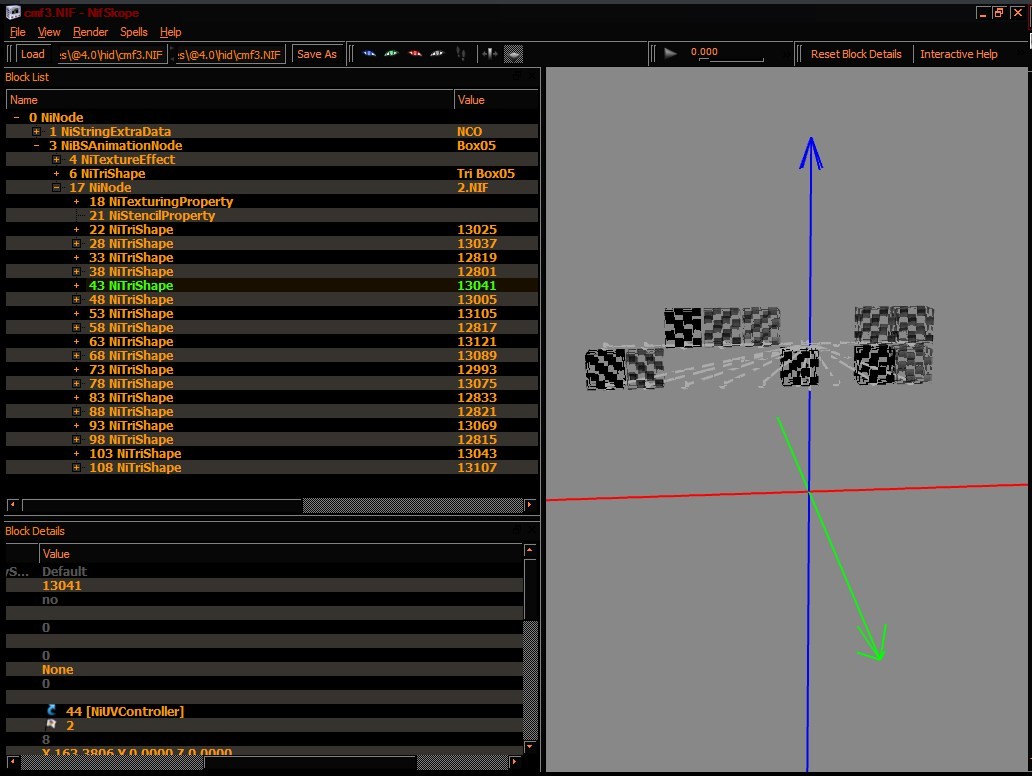 cmf3.NIF - NifSkope
File View Render Spells Help
Load :s\@4.0\hid\cmf3.NIF :s\@4.0\hid\cmf3.NIF Save As 0.000 Reset Block Details Interactive Help
Block List
Name Value
0 NiNode
1 NiStringExtraData NCO
3 NiBSAnimationNode Box05
4 NiTextureEffect
6 NiTriShape Tri Box05
17 NiNode 2.NIF
18 NiTexturingProperty
21 NiStencilProperty
22 NiTriShape 13025
28 NiTriShape 13037
33 NiTriShape 12819
38 NiTriShape 12801
43 NiTriShape 13041
48 NiTriShape 13005
53 NiTriShape 13105
58 NiTriShape 12817
63 NiTriShape 13121
68 NiTriShape 13089
73 NiTriShape 12993
78 NiTriShape 13075
83 NiTriShape 12833
88 NiTriShape 12821
93 NiTriShape 13069
98 NiTriShape 12815
103 NiTriShape 13043
108 NiTriShape 13107
Block Details
Value
yS... Default
13041
no
0
0
None
0
44 [NiUVController]
2
8
X 163.3806 Y 0.0000 Z 0.0000